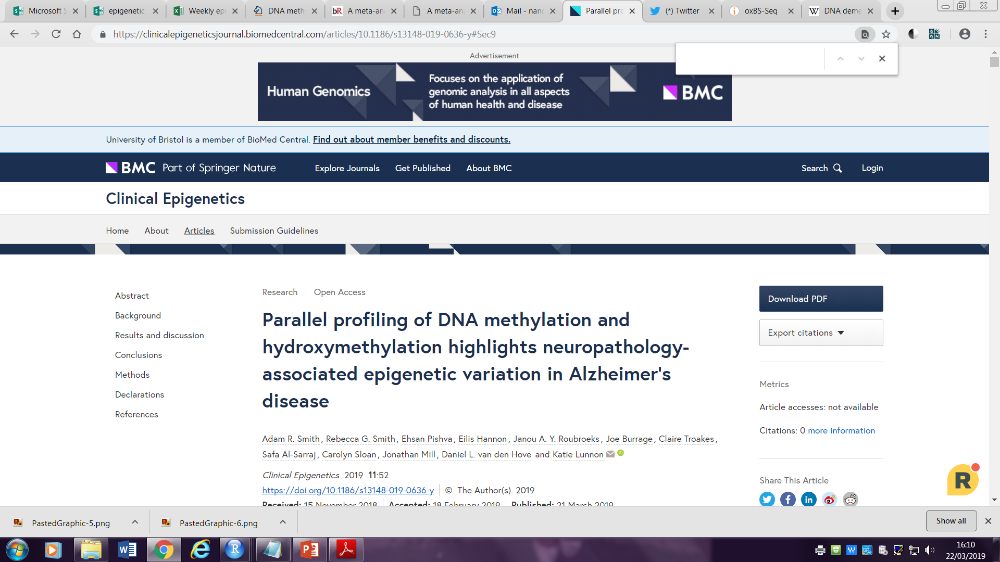 Microsoft S
epigenetic_
Weekly epi
DNA meth
bR A meta-an
A meta-an
Mail - nanc
Parallel pro
(*) Twitter
oxBS-Seq
W DNA deme
https://clinicalepigeneticsjournal.biomedcentral.com/articles/10.1186/s13148-019-0636-y#Sec9
Advertisement
Human Genomics
Focuses on the application of
genomic analysis in all aspects
of human health and disease
BMC
University of Bristol is a member of BioMed Central. Find out about member benefits and discounts.
BMC Part of Springer Nature
Explore Journals Get Published About BMC
Search Login
Clinical Epigenetics
Home About Articles Submission Guidelines
Abstract
Background
Results and discussion
Conclusions
Methods
Declarations
References
Research | Open Access
Parallel profiling of DNA methylation and
hydroxymethylation highlights neuropathology-
associated epigenetic variation in Alzheimer's
disease
Adam R. Smith, Rebecca G. Smith, Ehsan Pishva, Eilis Hannon, Janou A. Y. Roubroeks, Joe Burrage, Claire Troakes,
Safa Al-Sarraj, Carolyn Sloan, Jonathan Mill, Daniel L. van den Hove and Katie Lunnon
Clinical Epigenetics 2019 11:52
https://doi.org/10.1186/s13148-019-0636-y | © The Author(s). 2019
Received: 15 November 2018 | Accepted: 18 February 2019 | Published: 21 March 2019
Download PDF
Export citations
Metrics
Article accesses: not available
Citations: 0 more information
Share This Article
R
PastedGraphic-5.png
PastedGraphic-6.png
Show all
16:10
22/03/2019